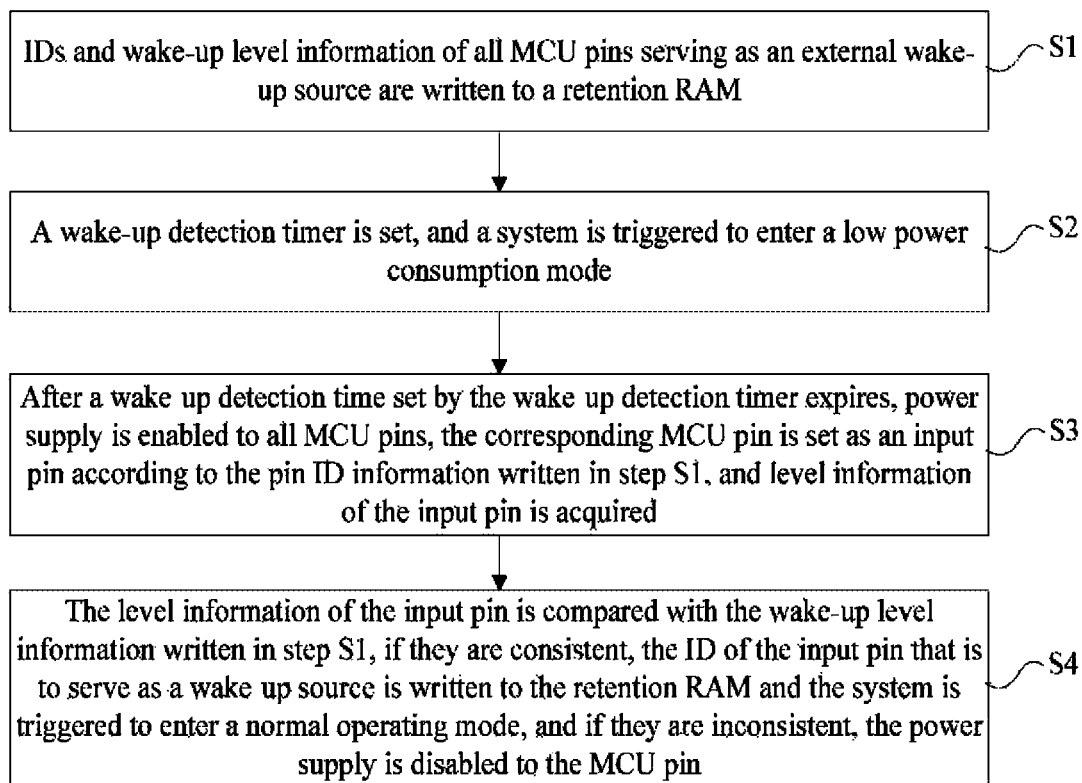 IDs and wake-up level information of all MCU pins serving as an external wake-
up source are written to a retention RAM
S1
A wake-up detection timer is set, and a system is triggered to enter a low power
consumption mode
S2
After a wake up detection time set by the wake up detection timer expires, power
supply is enabled to all MCU pins, the corresponding MCU pin is set as an input
pin according to the pin ID information written in step S1, and level information
of the input pin is acquired
S3
The level information of the input pin is compared with the wake-up level
information written in step S1, if they are consistent, the ID of the input pin that is
to serve as a wake up source is written to the retention RAM and the system is
triggered to enter a normal operating mode, and if they are inconsistent, the power
supply is disabled to the MCU pin
S4